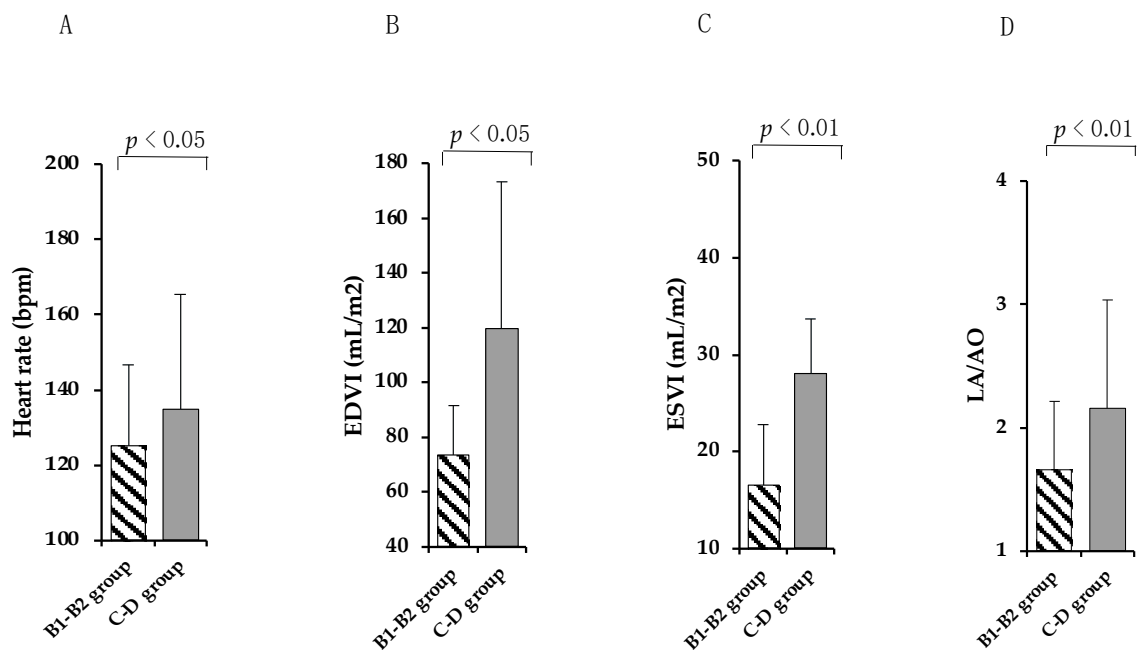 A
B
C
D
p < 0.05
200
180
160
140
120
100
Heart rate (bpm)
B1-B2 group
C-D group
p < 0.05
180
160
140
120
100
80
60
40
EDVI (mL/m2)
B1-B2 group
C-D group
p < 0.01
50
40
30
20
10
ESVI (mL/m2)
B1-B2 group
C-D group
p < 0.01
4
3
2
1
LA/AO
B1-B2 group
C-D group